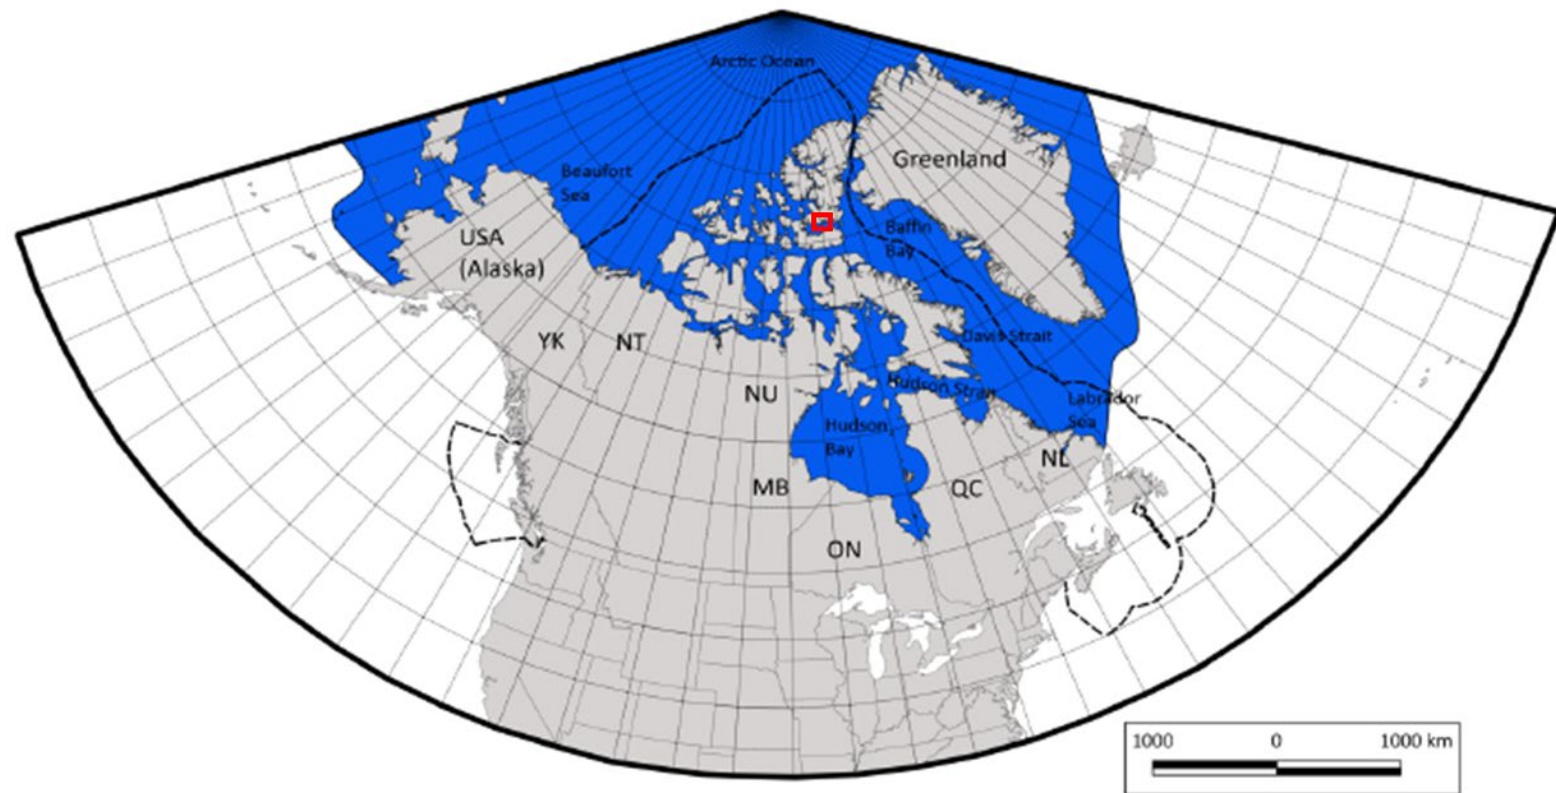 Arctic Ocean
Greenland
Beaufort
Sea
Baffin
Bay
USA
(Alaska)
YK
NT
Davis Strait
NU
Hudson Strait
Labrador
Sea
Hudson
Bay
NL
MB
QC
ON
1000
0
1000 km